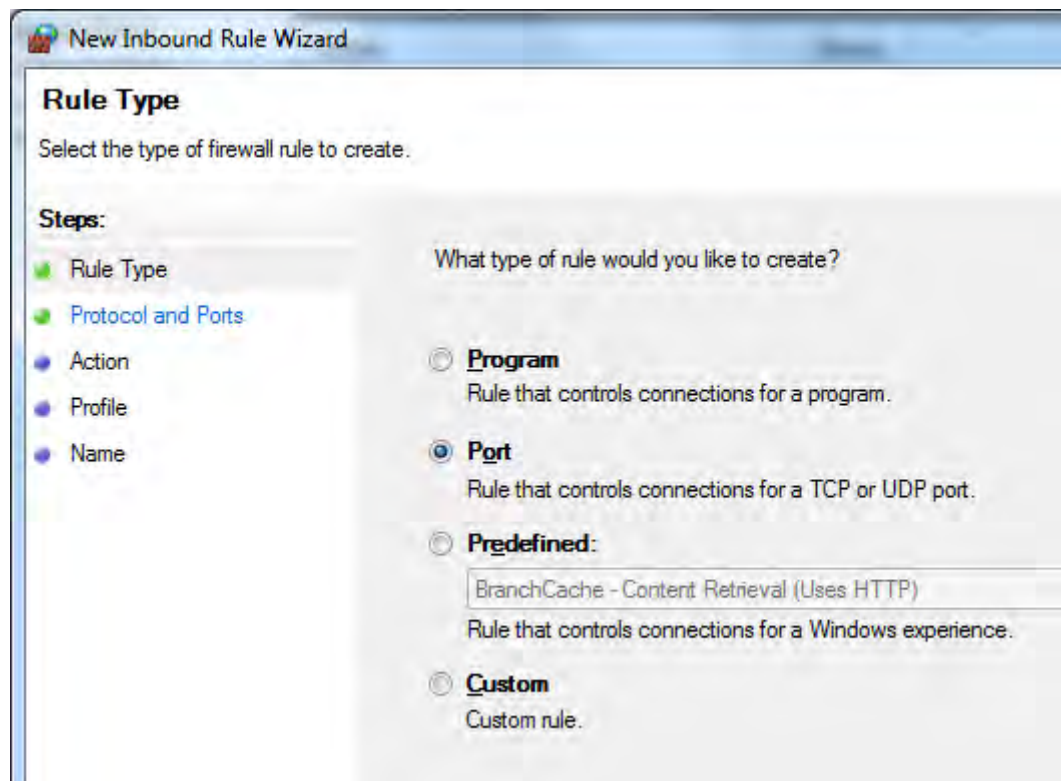 New Inbound Rule Wizard
Rule Type
Select the type of firewall rule to create.
Steps:
Rule Type
Protocol and Ports
Action
Profile
Name
What type of rule would you like to create?
Program
Rule that controls connections for a program.
Port
Rule that controls connections for a TCP or UDP port.
Predefined:
BranchCache - Content Retrieval (Uses HTTP)
Rule that controls connections for a Windows experience.
Custom
Custom rule.